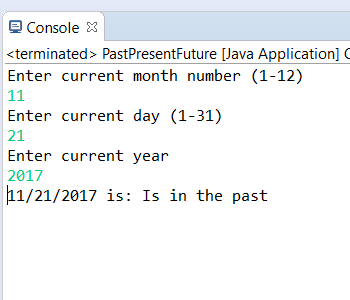 Console
<terminated> PastPresentFuture [Java Application] C
Enter current month number (1-12)
11
Enter current day (1-31)
21
Enter current year
2017
11/21/2017 is: Is in the past